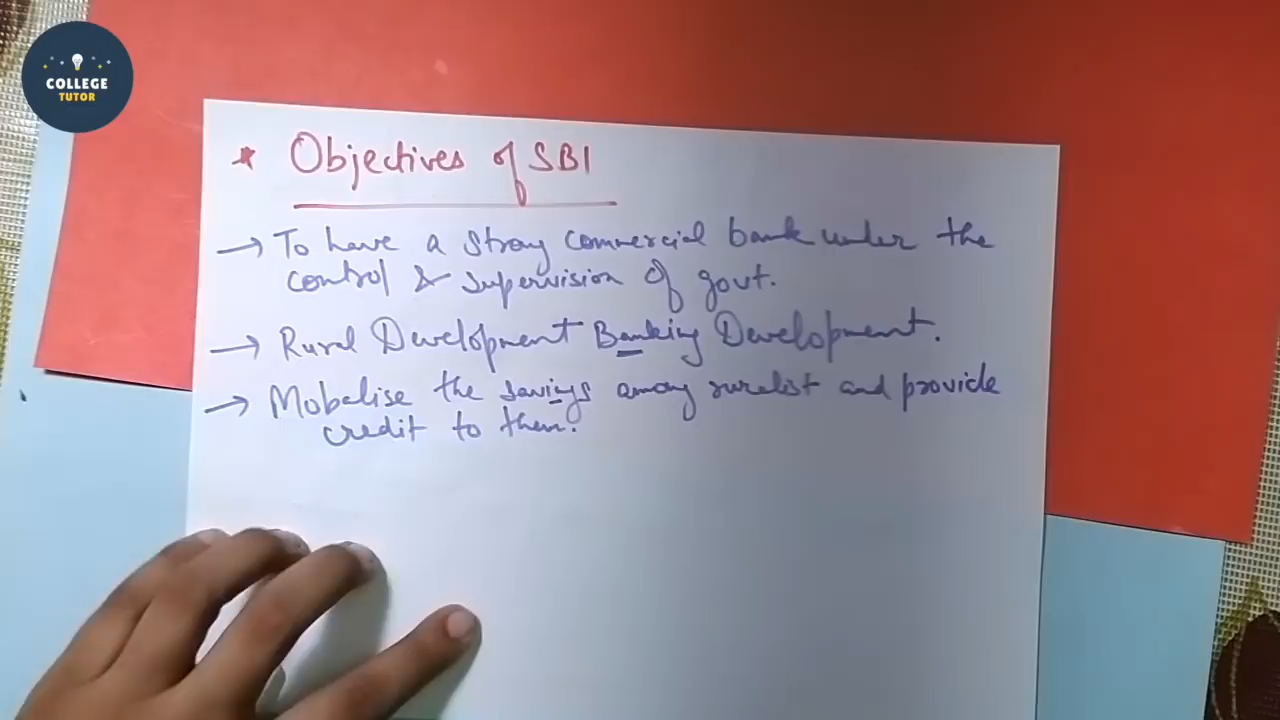 COLLEGE
TUTOR
* Objectives of SBI
→ To have a strong commercial bank under the
control & supervision of govt.
→ Rural Development Banking Development.
→ Mobalise the savings among ruralist and provide
credit to them.